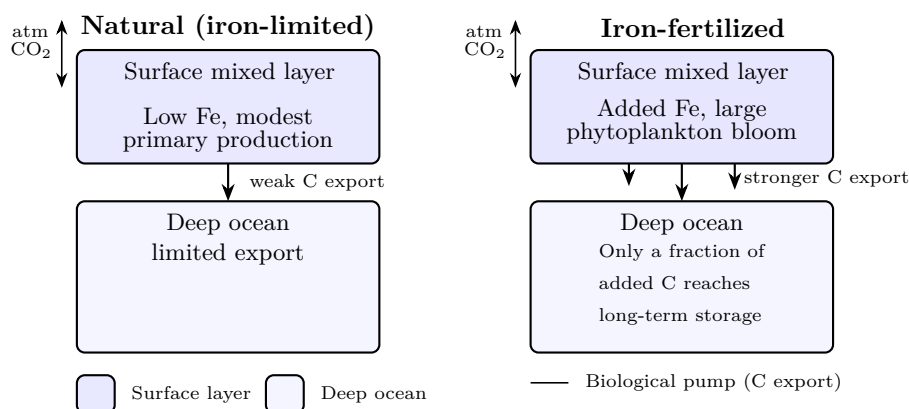 Natural (iron-limited)
atm
CO₂
Surface mixed layer
Low Fe, modest
primary production
weak C export
Deep ocean
limited export
Iron-fertilized
atm
CO₂
Surface mixed layer
Added Fe, large
phytoplankton bloom
stronger C export
Deep ocean
Only a fraction of
added C reaches
long-term storage
Surface layer
Deep ocean
Biological pump (C export)